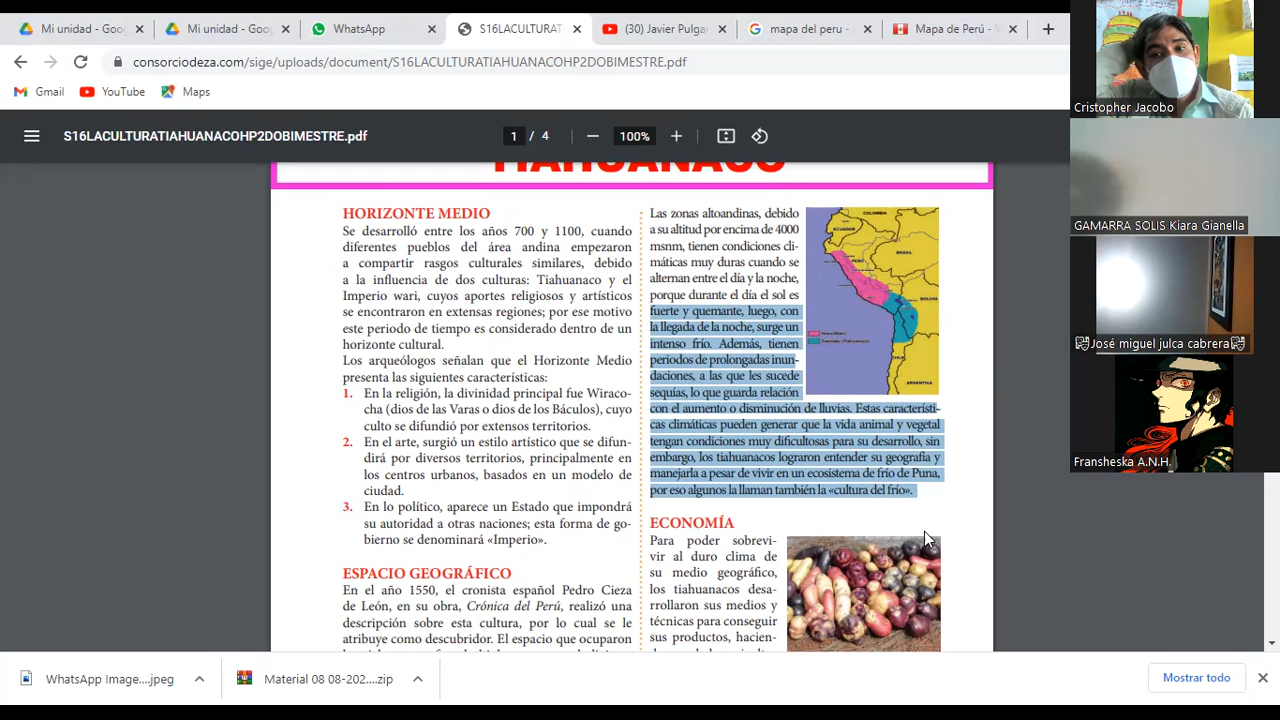 Mi unidad - Goo
Mi unidad - Goo
WhatsApp
S16LACULTURAT
(30) Javier Pulga
mapa del peru -
Mapa de Perú - V
consorciodeza.com/sige/uploads/document/S16LACULTURATIAHUANACOHP2DOBIMESTRE.pdf
Gmail
YouTube
Maps
S16LACULTURATIAHUANACOHP2DOBIMESTRE.pdf
1 / 4
100%
TIAHUANACO
HORIZONTE MEDIO
Se desarrolló entre los años 700 y 1100, cuando
diferentes pueblos del área andina empezaron
a compartir rasgos culturales similares, debido
a la influencia de dos culturas: Tiahuanaco y el
Imperio wari, cuyos aportes religiosos y artísticos
se encontraron en extensas regiones; por ese motivo
este periodo de tiempo es considerado dentro de un
horizonte cultural.
Los arqueólogos señalan que el Horizonte Medio
presenta las siguientes características:
1. En la religión, la divinidad principal fue Wiraco-
cha (dios de las Varas o dios de los Báculos), cuyo
culto se difundió por extensos territorios.
2. En el arte, surgió un estilo artístico que se difun-
dirá por diversos territorios, principalmente en
los centros urbanos, basados en un modelo de
ciudad.
3. En lo político, aparece un Estado que impondrá
su autoridad a otras naciones; esta forma de go-
bierno se denominará «Imperio».
ESPACIO GEOGRÁFICO
En el año 1550, el cronista español Pedro Cieza
de León, en su obra, Crónica del Perú, realizó una
descripción sobre esta cultura, por lo cual se le
atribuye como descubridor. El espacio que ocuparon
Las zonas altoandinas, debido
a su altitud por encima de 4000
msnm, tienen condiciones cli-
máticas muy duras cuando se
alternan entre el día y la noche,
porque durante el día el sol es
fuerte y quemante, luego, con
la llegada de la noche, surge un
intenso frío. Además, tienen
periodos de prolongadas inun-
daciones, a las que les sucede
sequías, lo que guarda relación
con el aumento o disminución de lluvias. Estas característi-
cas climáticas pueden generar que la vida animal y vegetal
tengan condiciones muy dificultosas para su desarrollo, sin
embargo, los tiahuanacos lograron entender su geografía y
manejarla a pesar de vivir en un ecosistema de frío de Puna,
por eso algunos la llaman también la «cultura del frío».
COLOMBIA
ECUADOR
BRASIL
PERÚ
BOLIVIA
CHILE
ARGENTINA
ECONOMÍA
Para poder sobrevi-
vir al duro clima de
su medio geográfico,
los tiahuanacos desa-
rrollaron sus medios y
técnicas para conseguir
sus productos, hacien-
Cristopher Jacobo
GAMARRA SOLIS Kiara Gianella
José miguel julca cabrera
Fransheska A.N.H.
WhatsApp Image....jpeg
Material 08 08-202....zip
Mostrar todo